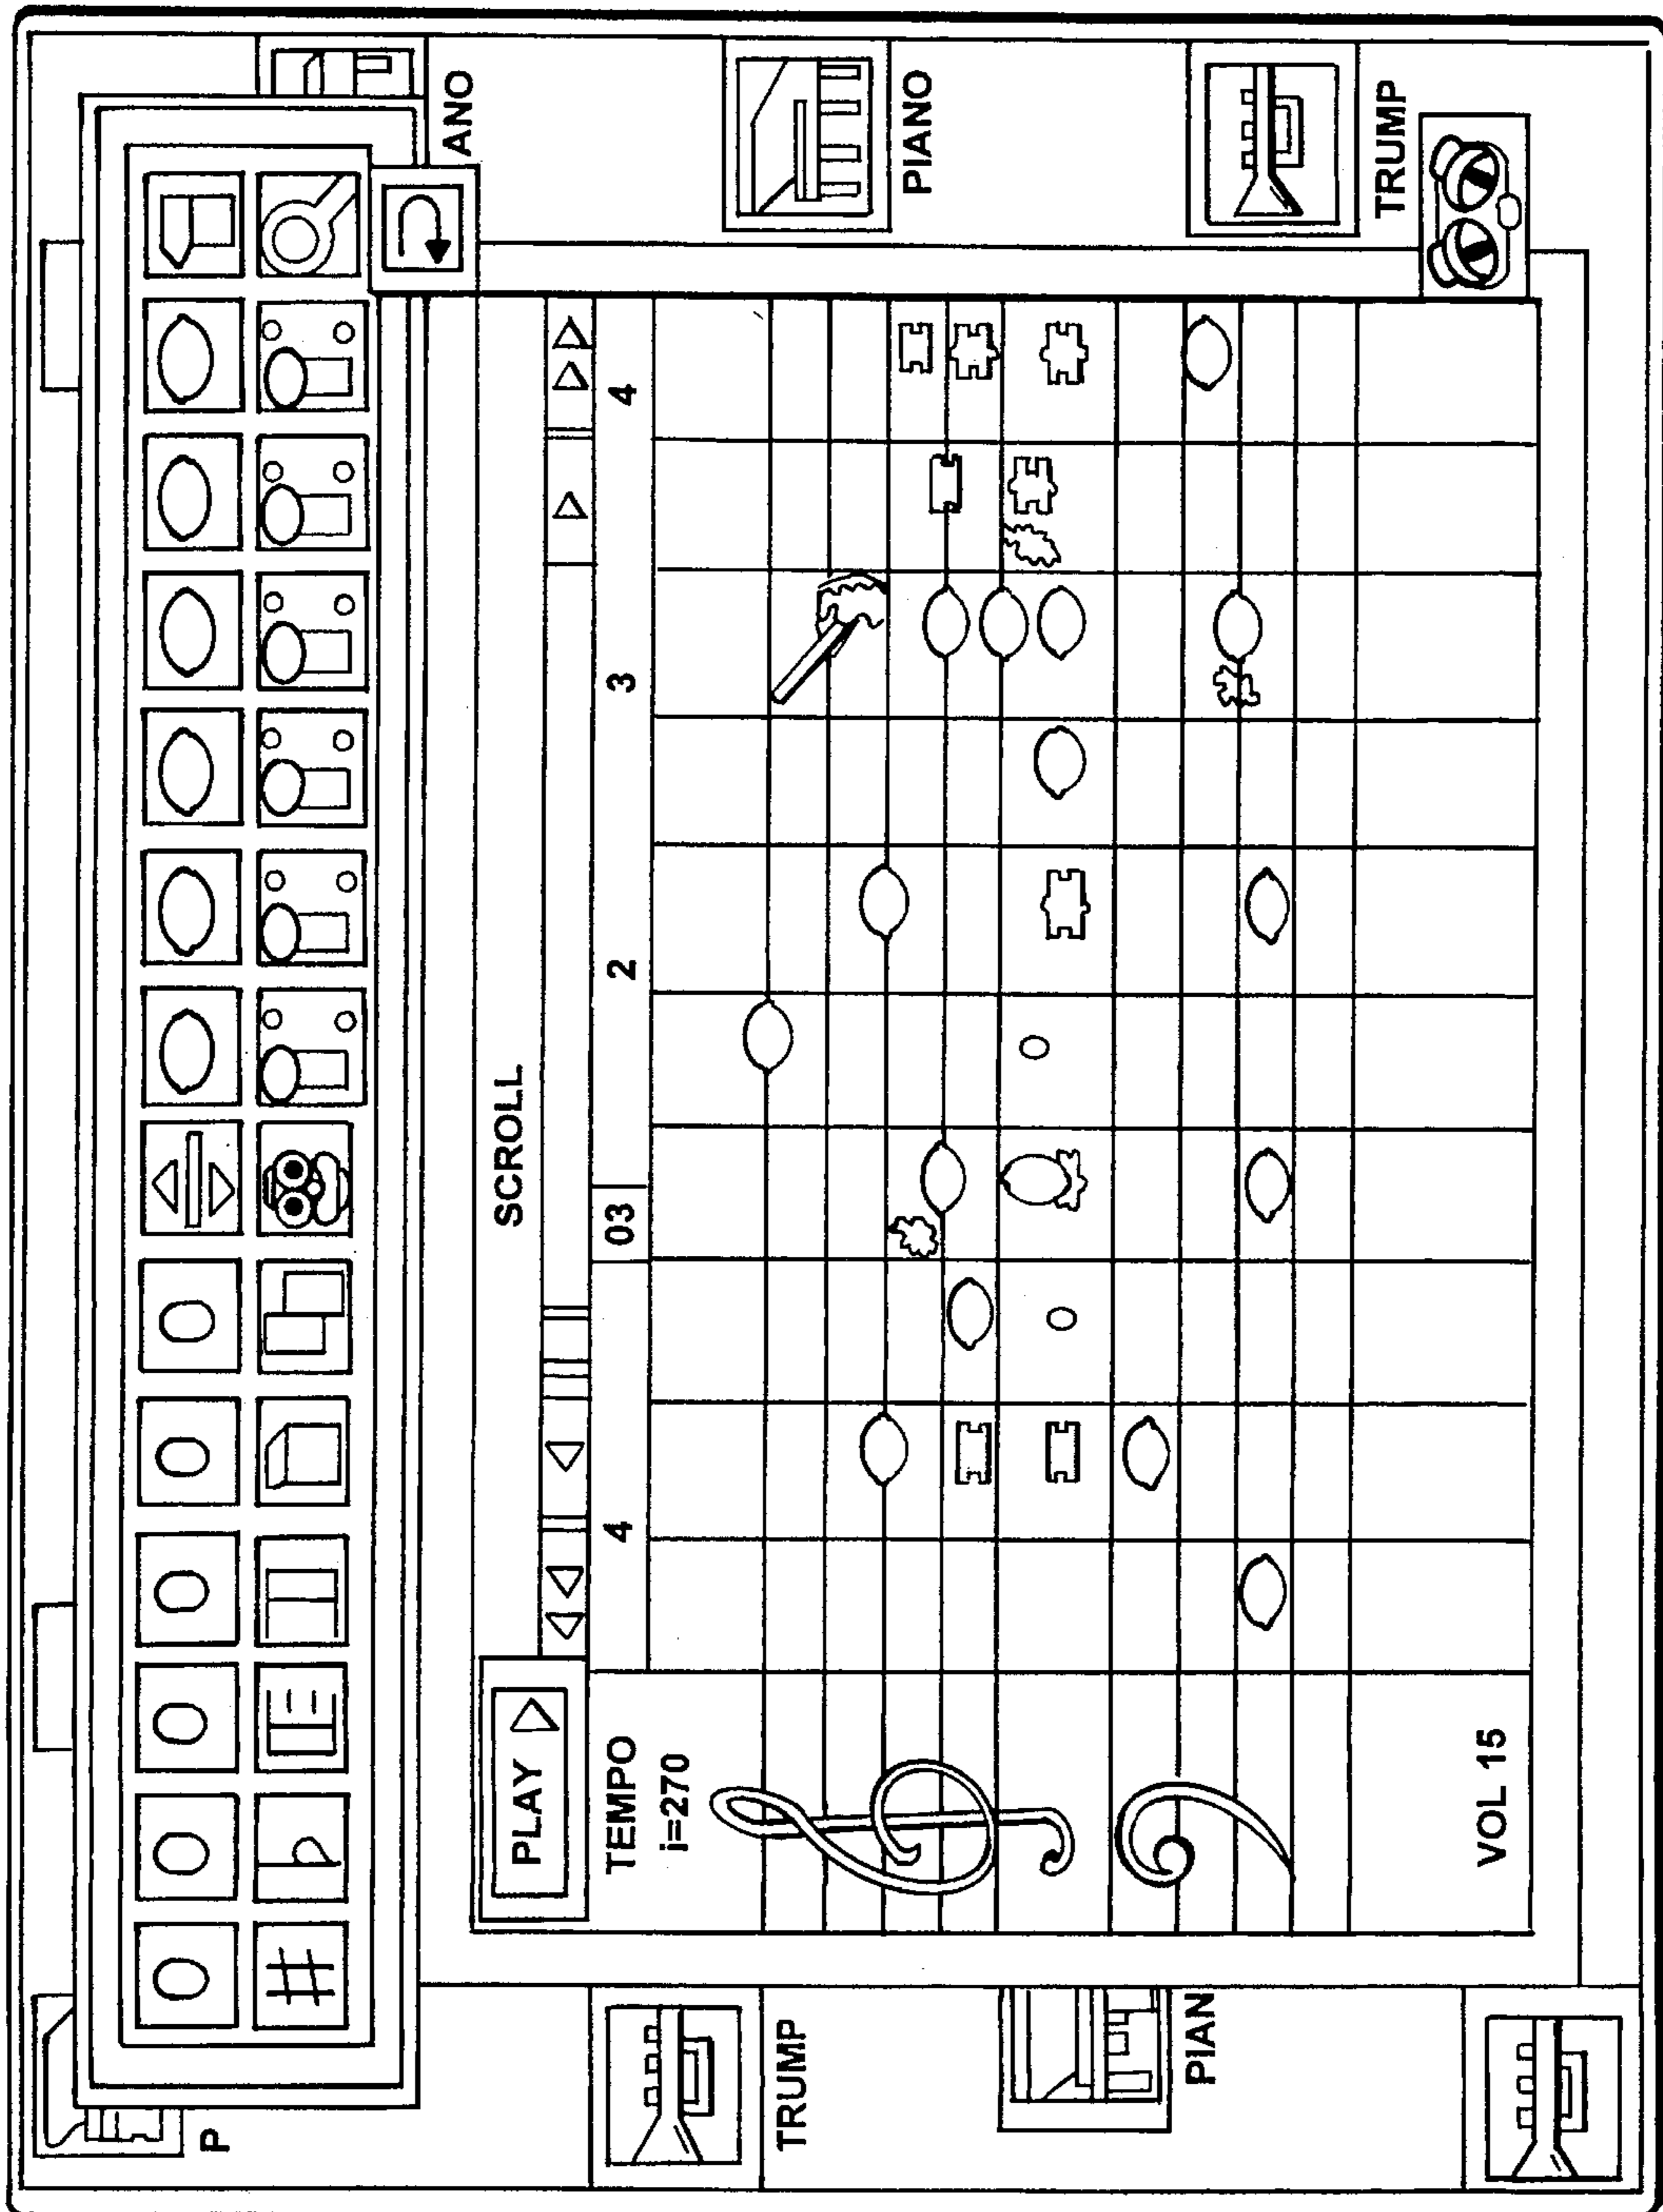 P
ANO
SCROLL
PLAY
4 03 2 3 4
TEMPO
i=270
TRUMP
PIANO
PIAN
TRUMP
VOL 15